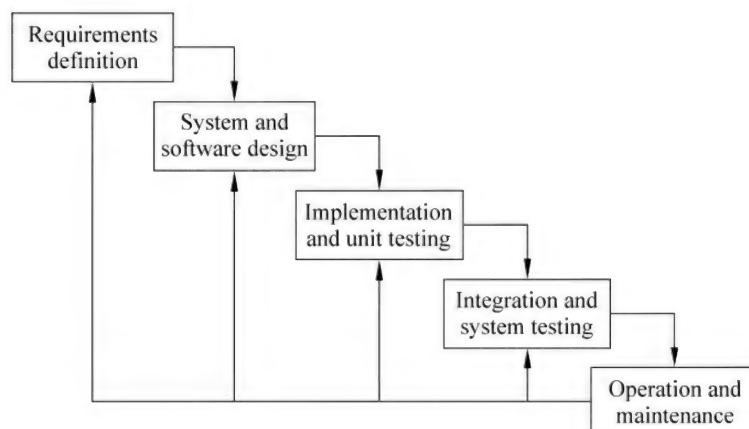 Requirements
definition
System and
software design
Implementation
and unit testing
Integration and
system testing
Operation and
maintenance